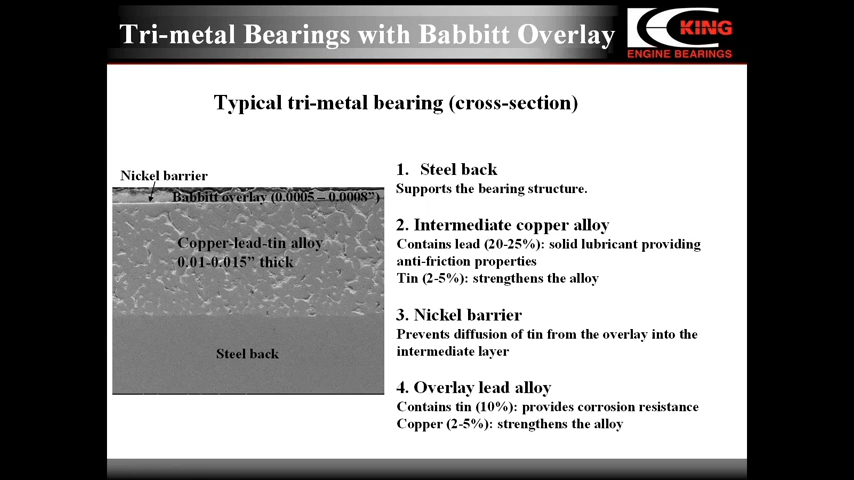 Tri-metal Bearings with Babbitt Overlay
KING
ENGINE BEARINGS
Typical tri-metal bearing (cross-section)
Nickel barrier
Babbitt overlay (0.0005 – 0.0008”)
Copper-lead-tin alloy
0.01-0.015” thick
Steel back
1. Steel back
Supports the bearing structure.
2. Intermediate copper alloy
Contains lead (20-25%): solid lubricant providing
anti-friction properties
Tin (2-5%): strengthens the alloy
3. Nickel barrier
Prevents diffusion of tin from the overlay into the
intermediate layer
4. Overlay lead alloy
Contains tin (10%): provides corrosion resistance
Copper (2-5%): strengthens the alloy